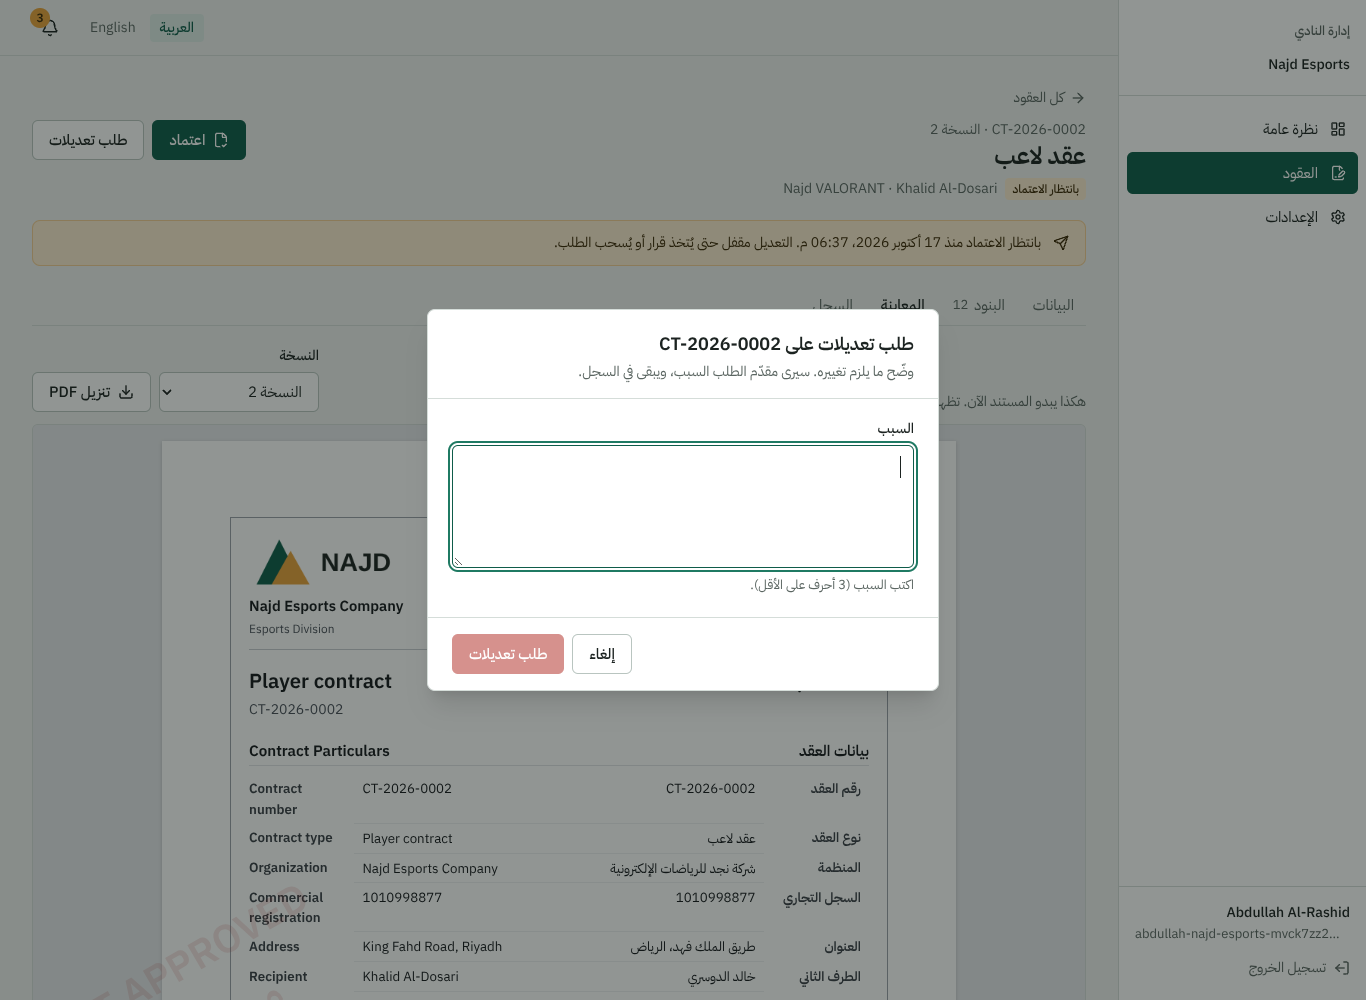 إدارة النادي
Najd Esports
نظرة عامة
العقود
الإعدادات
العربية
English
3
كل العقود
CT-2026-0002 · النسخة 2
عقد لاعب
بانتظار الاعتماد
Najd VALORANT · Khalid Al-Dosari
اعتماد
طلب تعديلات
بانتظار الاعتماد منذ 17 أكتوبر 2026، 06:37 م. التعديل مقفل حتى يُتخذ قرار أو يُسحب الطلب.
البيانات
البنود 12
المعاينة
السجل
هكذا يبدو المستند الآن. تظهر
النسخة
النسخة 2
تنزيل PDF
طلب تعديلات على CT-2026-0002
وضّح ما يلزم تغييره. سيرى مقدّم الطلب السبب، ويبقى في السجل.
السبب
اكتب السبب (3 أحرف على الأقل).
إلغاء
طلب تعديلات
NAJD
Najd Esports Company
Esports Division
Player contract
CT-2026-0002
Contract Particulars
بيانات العقد
Contract number
CT-2026-0002
CT-2026-0002
رقم العقد
Contract type
Player contract
عقد لاعب
نوع العقد
Organization
Najd Esports Company
شركة نجد للرياضات الإلكترونية
المنظمة
Commercial registration
1010998877
1010998877
السجل التجاري
Address
King Fahd Road, Riyadh
طريق الملك فهد، الرياض
العنوان
Recipient
Khalid Al-Dosari
خالد الدوسري
الطرف الثاني
APPROVED
Abdullah Al-Rashid
abdullah-najd-esports-mvck7zz2...
تسجيل الخروج